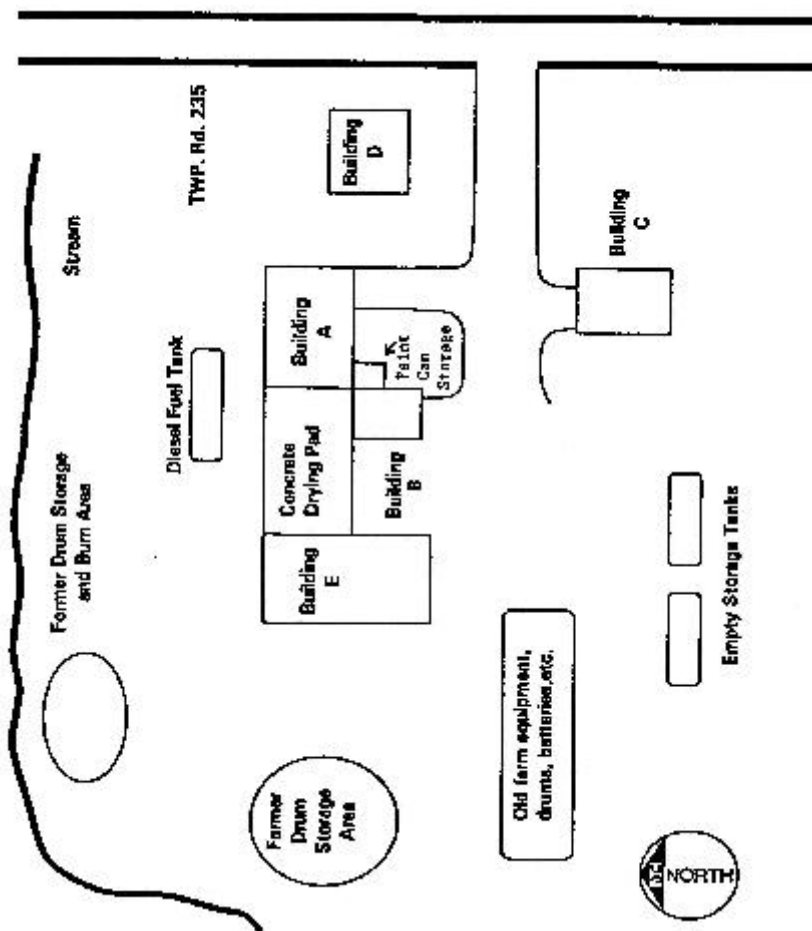 TWP. Rd. 235
Stream
Building
D
Building
C
Diesel Fuel Tank
Building
A
Paint
Can
Storage
Former Drum Storage
and Burn Area
Concrete
Drying Pad
Building
B
Building
E
Empty Storage Tanks
Old farm equipment,
drums, batteries,etc.
Former
Drum
Storage
Area
NORTH